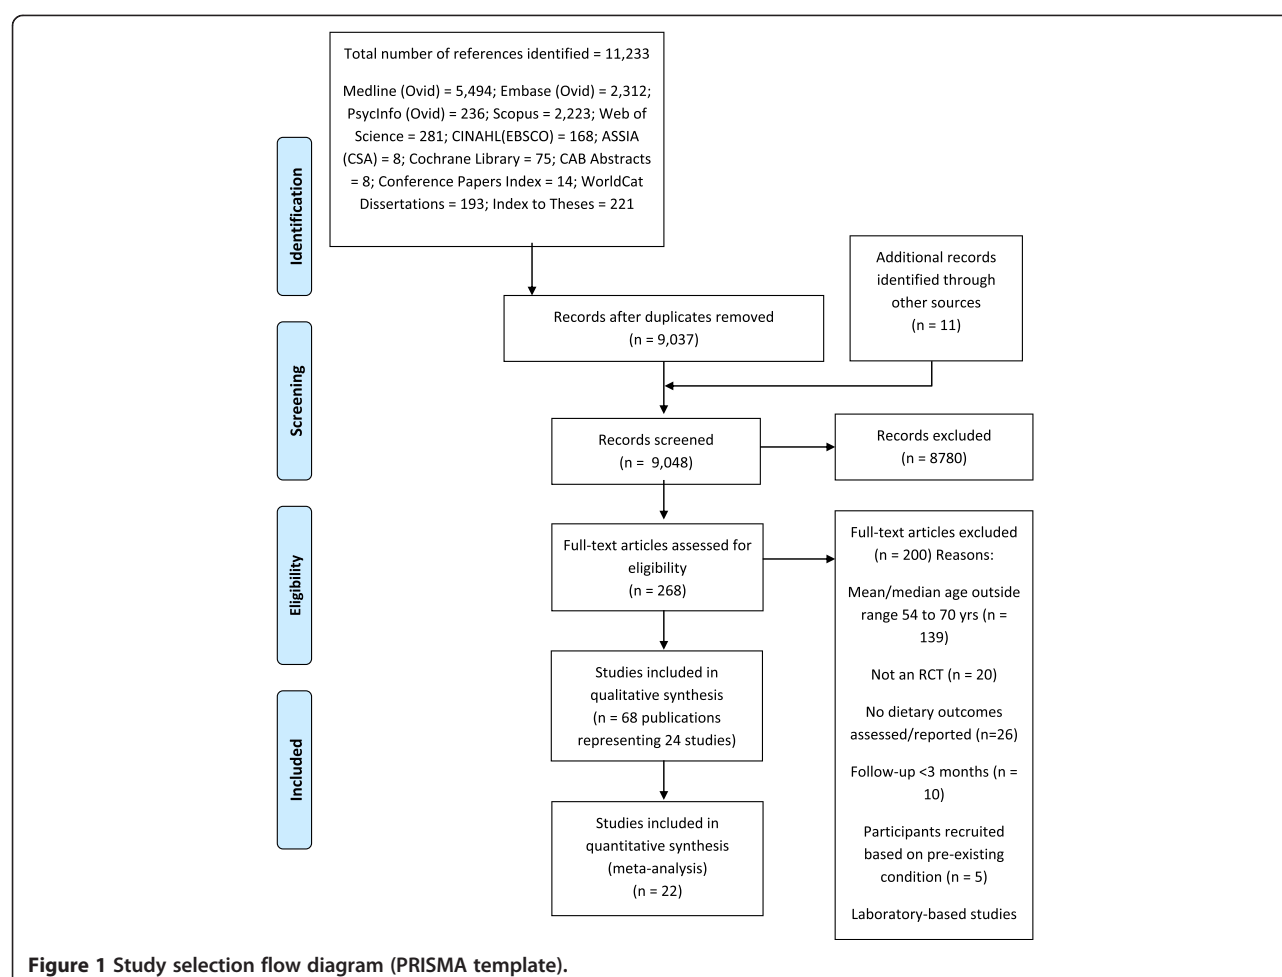 Total number of references identified = 11,233
Medline (Ovid) = 5,494; Embase (Ovid) = 2,312;
PsycInfo (Ovid) = 236; Scopus = 2,223; Web of
Science = 281; CINAHL(EBSCO) = 168; ASSIA
(CSA) = 8; Cochrane Library = 75; CAB Abstracts
= 8; Conference Papers Index = 14; WorldCat
Dissertations = 193; Index to Theses = 221
Identification
Additional records
identified through
other sources
(n = 11)
Records after duplicates removed
(n = 9,037)
Screening
Records screened
(n =  9,048)
Records excluded
(n = 8780)
Eligibility
Full-text articles assessed for
eligibility
(n = 268)
Full-text articles excluded
(n = 200) Reasons:
Mean/median age outside
range 54 to 70 yrs (n =
139)
Not an RCT (n = 20)
No dietary outcomes
assessed/reported (n=26)
Follow-up <3 months (n =
10)
Participants recruited
based on pre-existing
condition (n = 5)
Laboratory-based studies
Included
Studies included in
qualitative synthesis
(n = 68 publications
representing 24 studies)
Studies included in
quantitative synthesis
(meta-analysis)
(n = 22)
Figure 1 Study selection flow diagram (PRISMA template).